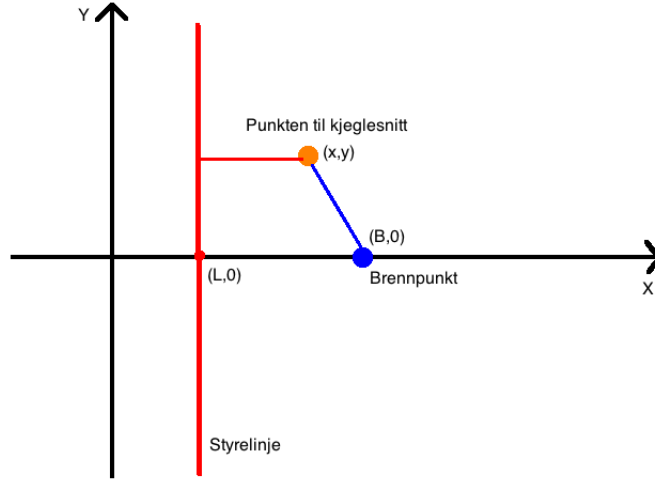 Y
Punkten til kjeglesnitt
(x,y)
(B,0)
(L,0)
Brennpunkt
X
Styrelinje